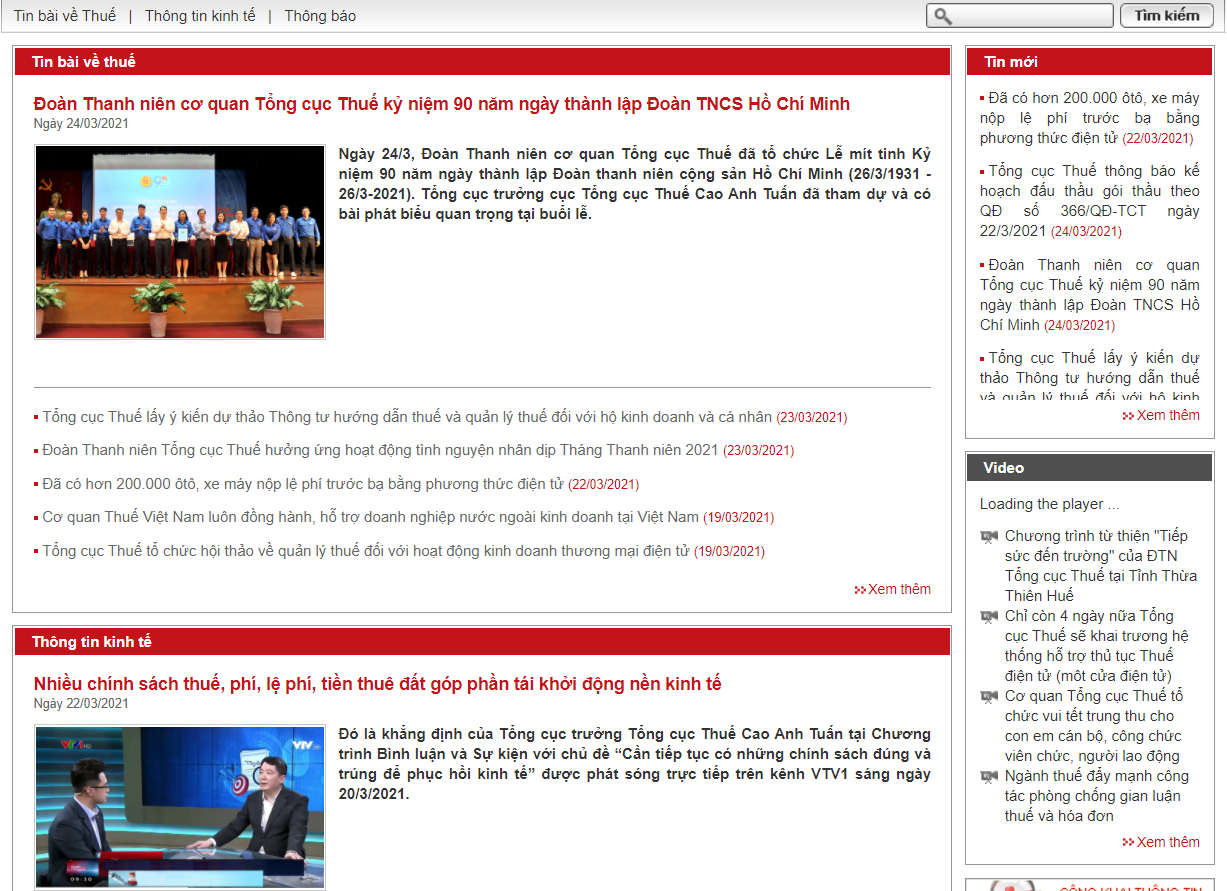 Tin bài về Thuế | Thông tin kinh tế | Thông báo
Tìm kiếm
Tin bài về thuế
Đoàn Thanh niên cơ quan Tổng cục Thuế kỷ niệm 90 năm ngày thành lập Đoàn TNCS Hồ Chí Minh
Ngày 24/03/2021
Ngày 24/3, Đoàn Thanh niên cơ quan Tổng cục Thuế đã tổ chức Lễ mít tinh Kỷ
niệm 90 năm ngày thành lập Đoàn thanh niên cộng sản Hồ Chí Minh (26/3/1931 -
26/3-2021). Tổng cục trưởng cục Tổng cục Thuế Cao Anh Tuấn đã tham dự và có
bài phát biểu quan trọng tại buổi lễ.
Tổng cục Thuế lấy ý kiến dự thảo Thông tư hướng dẫn thuế và quản lý thuế đối với hộ kinh doanh và cá nhân (23/03/2021)
Đoàn Thanh niên Tổng cục Thuế hưởng ứng hoạt động tình nguyện nhân dịp Tháng Thanh niên 2021 (23/03/2021)
Đã có hơn 200.000 ôtô, xe máy nộp lệ phí trước bạ bằng phương thức điện tử (22/03/2021)
Cơ quan Thuế Việt Nam luôn đồng hành, hỗ trợ doanh nghiệp nước ngoài kinh doanh tại Việt Nam (19/03/2021)
Tổng cục Thuế tổ chức hội thảo về quản lý thuế đối với hoạt động kinh doanh thương mại điện tử (19/03/2021)
Xem thêm
Thông tin kinh tế
Nhiều chính sách thuế, phí, lệ phí, tiền thuê đất góp phần tái khởi động nền kinh tế
Ngày 22/03/2021
VTV1 HD
VTV
09:30
Đó là khẳng định của Tổng cục trưởng Tổng cục Thuế Cao Anh Tuấn tại Chương
trình Bình luận và Sự kiện với chủ đề “Cần tiếp tục có những chính sách đúng và
trúng để phục hồi kinh tế” được phát sóng trực tiếp trên kênh VTV1 sáng ngày
20/3/2021.
Tin mới
Đã có hơn 200.000 ôtô, xe máy
nộp lệ phí trước bạ bằng
phương thức điện tử (22/03/2021)
Tổng cục Thuế thông báo kế
hoạch đấu thầu gói thầu theo
QĐ số 366/QĐ-TCT ngày
22/3/2021 (24/03/2021)
Đoàn Thanh niên cơ quan
Tổng cục Thuế kỷ niệm 90 năm
ngày thành lập Đoàn TNCS Hồ
Chí Minh (24/03/2021)
Tổng cục Thuế lấy ý kiến dự
thảo Thông tư hướng dẫn thuế
và quản lý thuế đối với hộ kinh
Xem thêm
Video
Loading the player ...
Chương trình từ thiện "Tiếp
sức đến trường" của ĐTN
Tổng cục Thuế tại Tỉnh Thừa
Thiên Huế
Chỉ còn 4 ngày nữa Tổng
cục Thuế sẽ khai trương hệ
thống hỗ trợ thủ tục Thuế
điện tử (môt cửa điện tử)
Cơ quan Tổng cục Thuế tổ
chức vui tết trung thu cho
con em cán bộ, công chức
viên chức, người lao động
Ngành thuế đẩy mạnh công
tác phòng chống gian luận
thuế và hóa đơn
Xem thêm
CÔNG KHAI THÔNG TIN